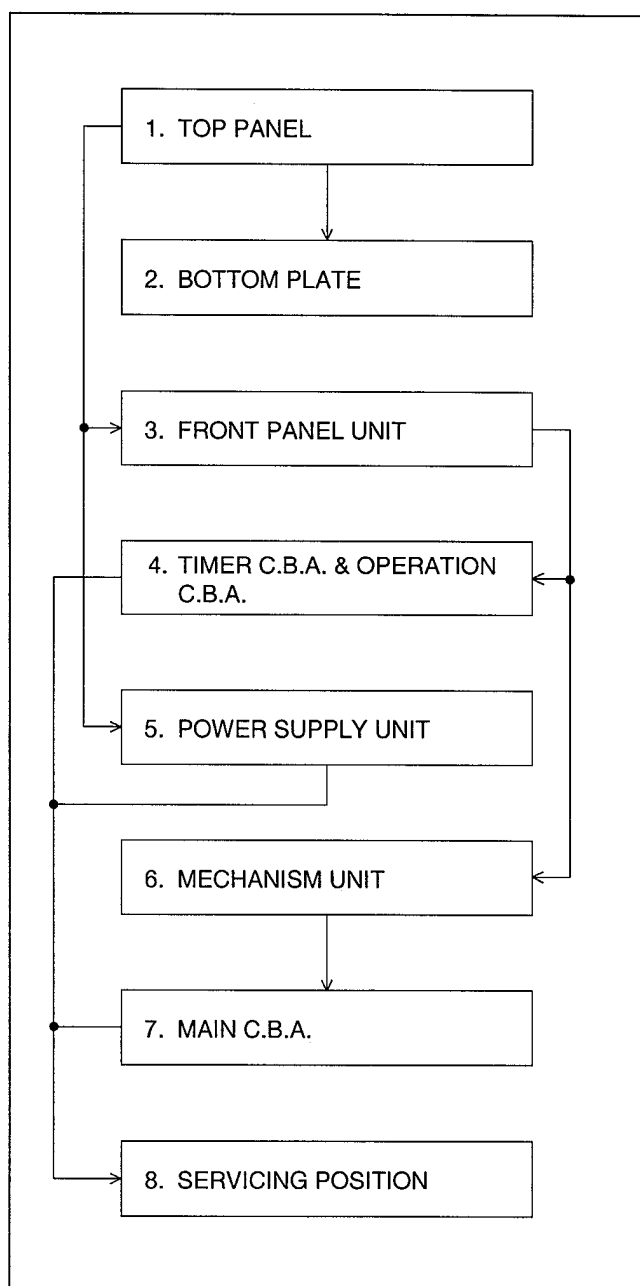 1. TOP PANEL
2. BOTTOM PLATE
3. FRONT PANEL UNIT
4. TIMER C.B.A. & OPERATION
C.B.A.
5. POWER SUPPLY UNIT
6. MECHANISM UNIT
7. MAIN C.B.A.
8. SERVICING POSITION